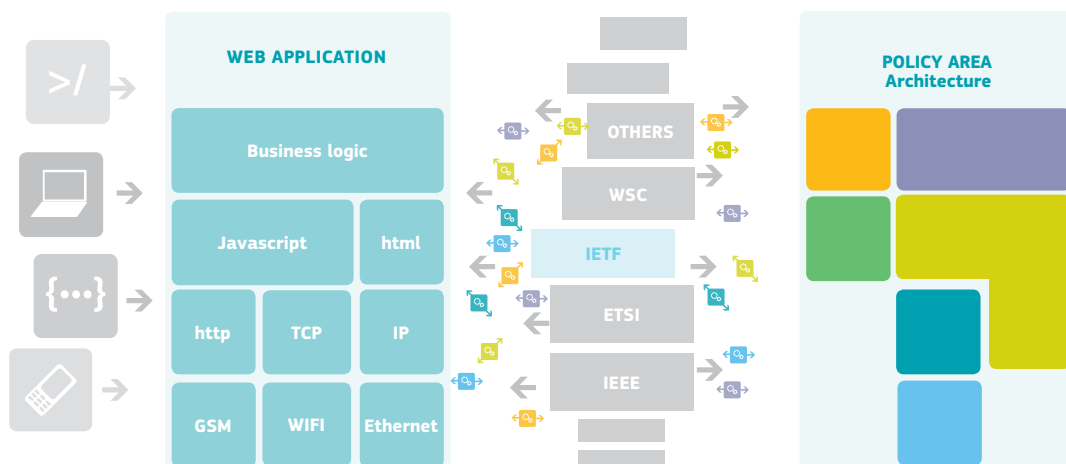 >/
{•••}
WEB APPLICATION
Business logic
Javascript
html
http
TCP
IP
GSM
WIFI
Ethernet
OTHERS
WSC
IETF
ETSI
IEEE
POLICY AREA
Architecture